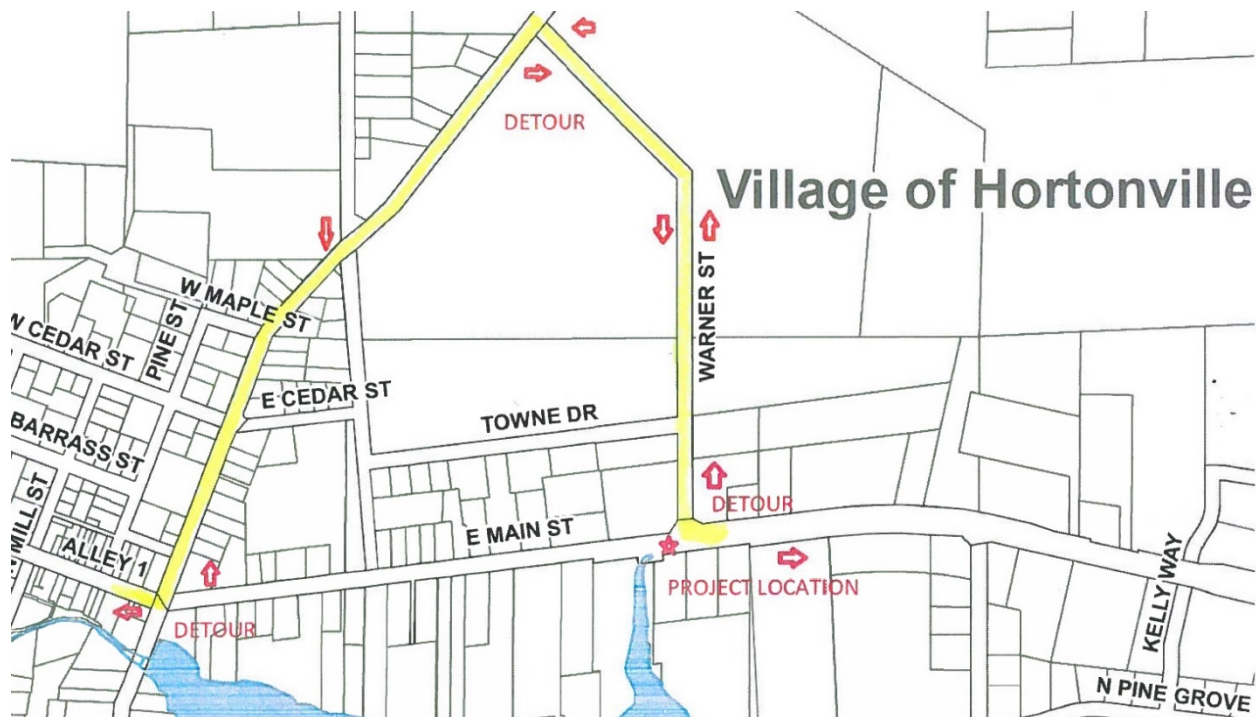 DETOUR
Village of Hortonville
W MAPLE ST
PINE ST
W CEDAR ST
WARNER ST
E CEDAR ST
TOWNE DR
BARRASS ST
MILL ST
E MAIN ST
DETOUR
ALLEY 1
PROJECT LOCATION
KELLY WAY
DETOUR
N PINE GROVE